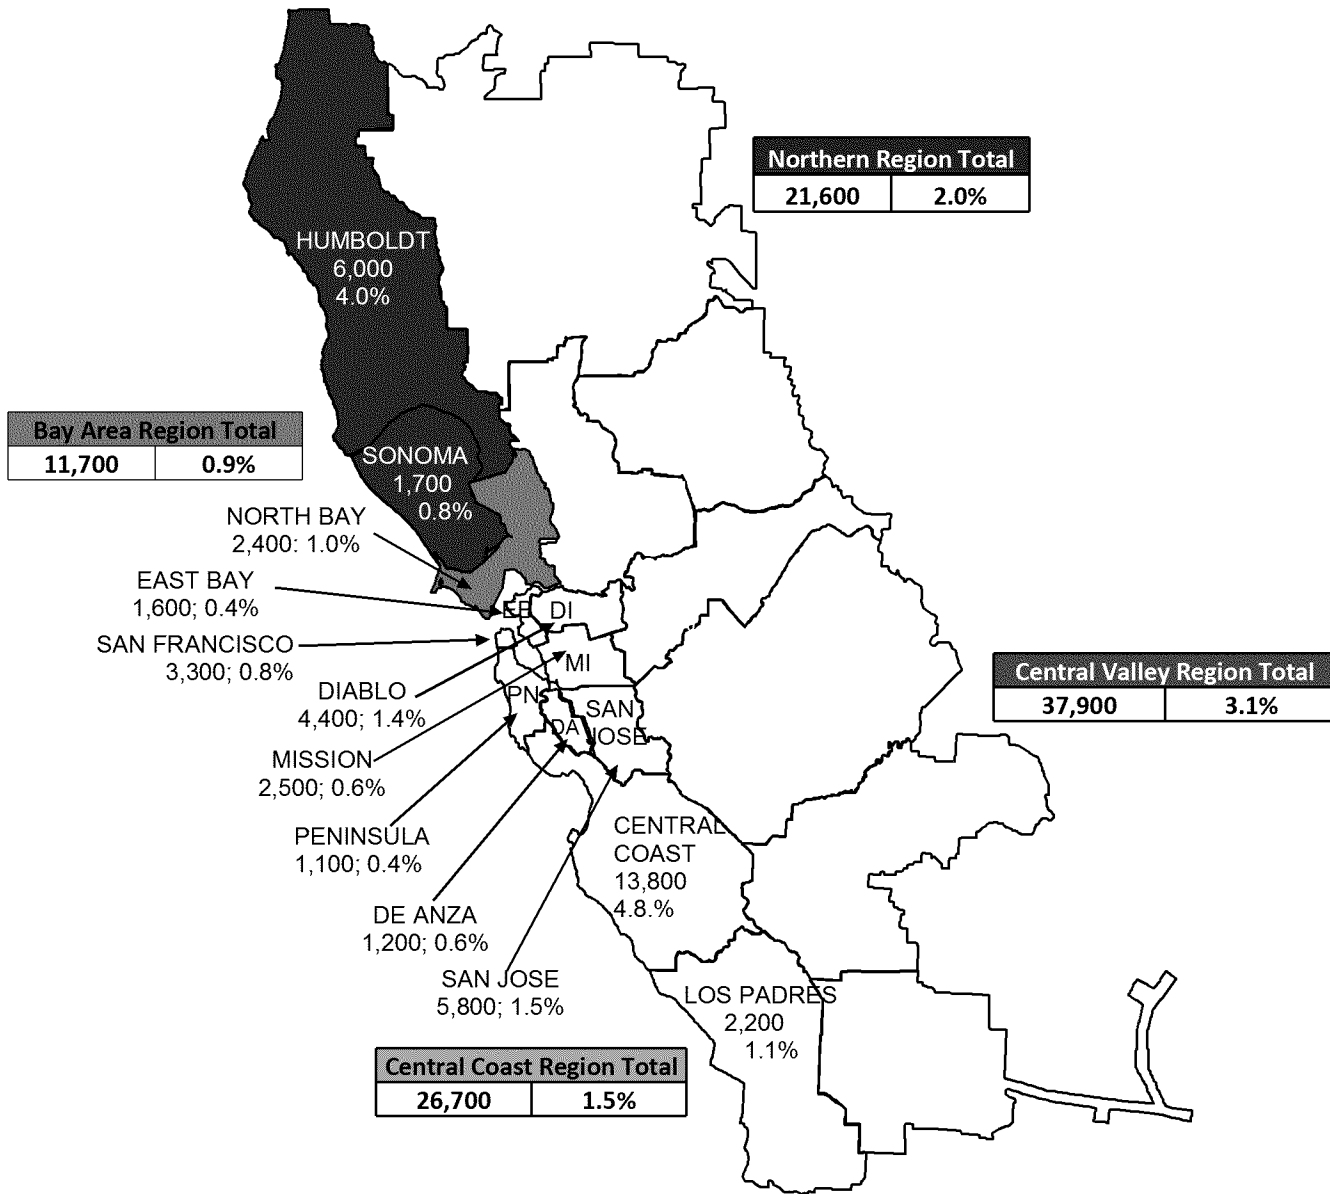 Northern Region Total
21,600 2.0%
HUMBOLDT
6,000
4.0%
Bay Area Region Total
11,700 0.9%
SONOMA
1,700
0.8%
NORTH BAY
2,400: 1.0%
EAST BAY
1,600; 0.4%
EB
DI
SAN FRANCISCO
3,300; 0.8%
MI
Central Valley Region Total
37,900 3.1%
DIABLO
4,400; 1.4%
PN
SAN
JOSE
DA
MISSION
2,500; 0.6%
PENINSULA
1,100; 0.4%
CENTRAL
COAST
13,800
4.8.%
DE ANZA
1,200; 0.6%
SAN JOSE
5,800; 1.5%
LOS PADRES
2,200
1.1%
Central Coast Region Total
26,700 1.5%